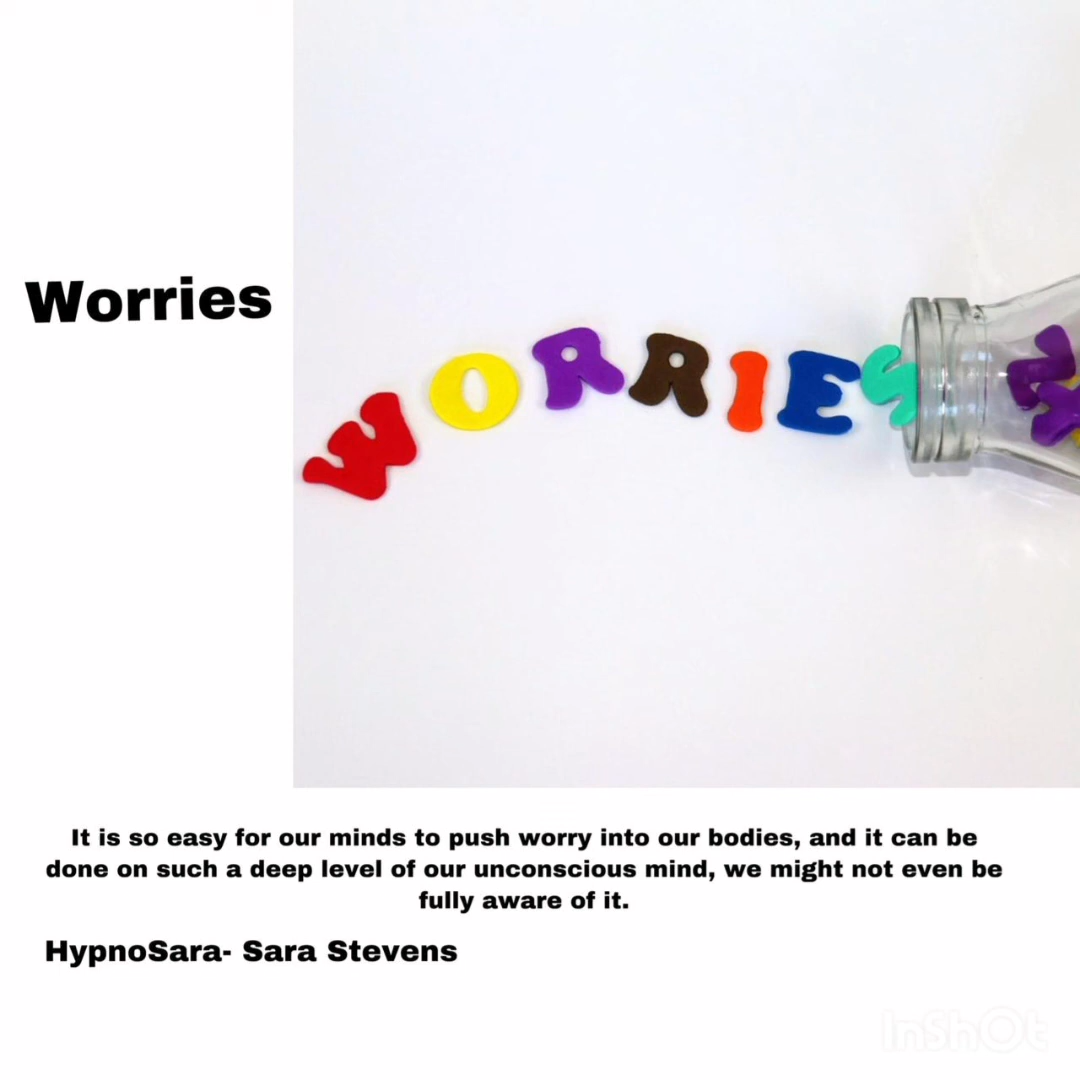 Worries
WORRIES
It is so easy for our minds to push worry into our bodies, and it can be
done on such a deep level of our unconscious mind, we might not even be
fully aware of it.
HypnoSara- Sara Stevens
InShOt